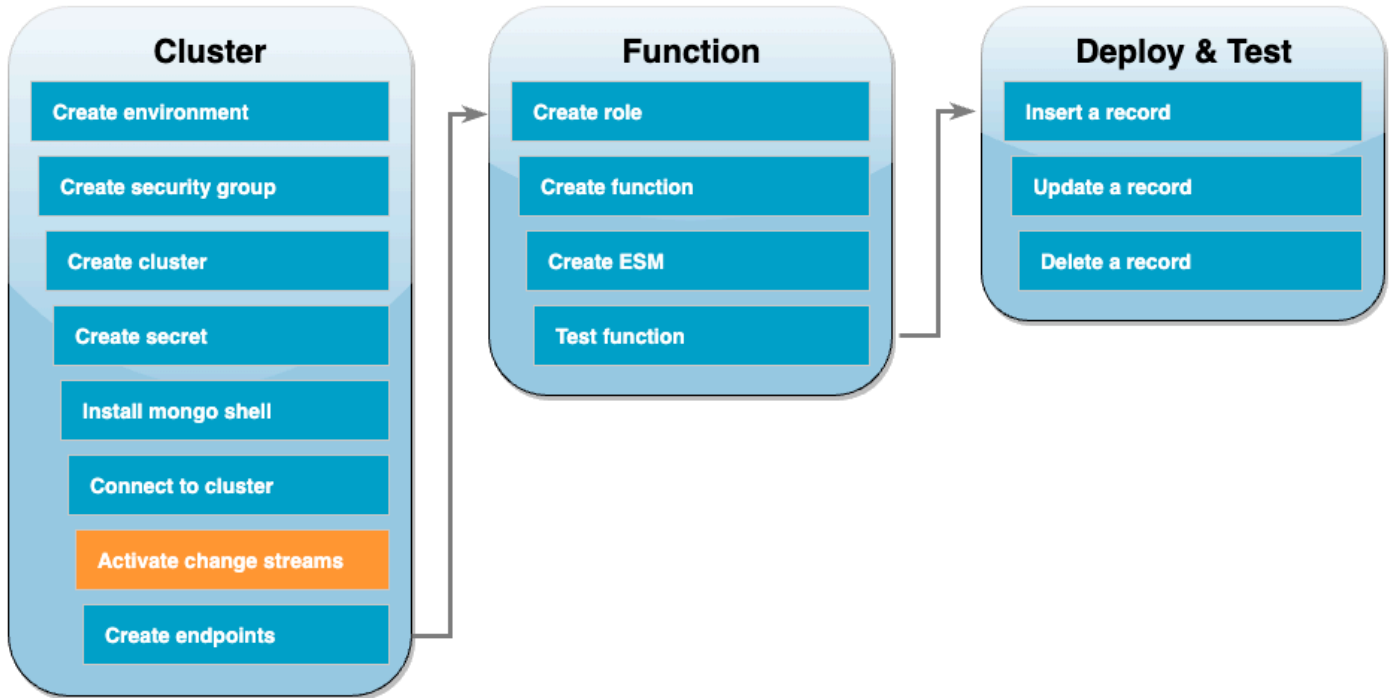 Cluster
Create environment
Create security group
Create cluster
Create secret
Install mongo shell
Connect to cluster
Activate change streams
Create endpoints
Function
Create role
Create function
Create ESM
Test function
Deploy & Test
Insert a record
Update a record
Delete a record